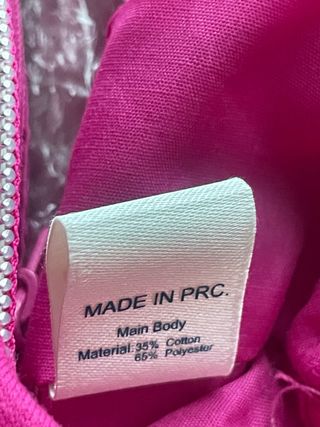 MADE IN PRC.
Main Body
Material: 35% Cotton
65% Polyester